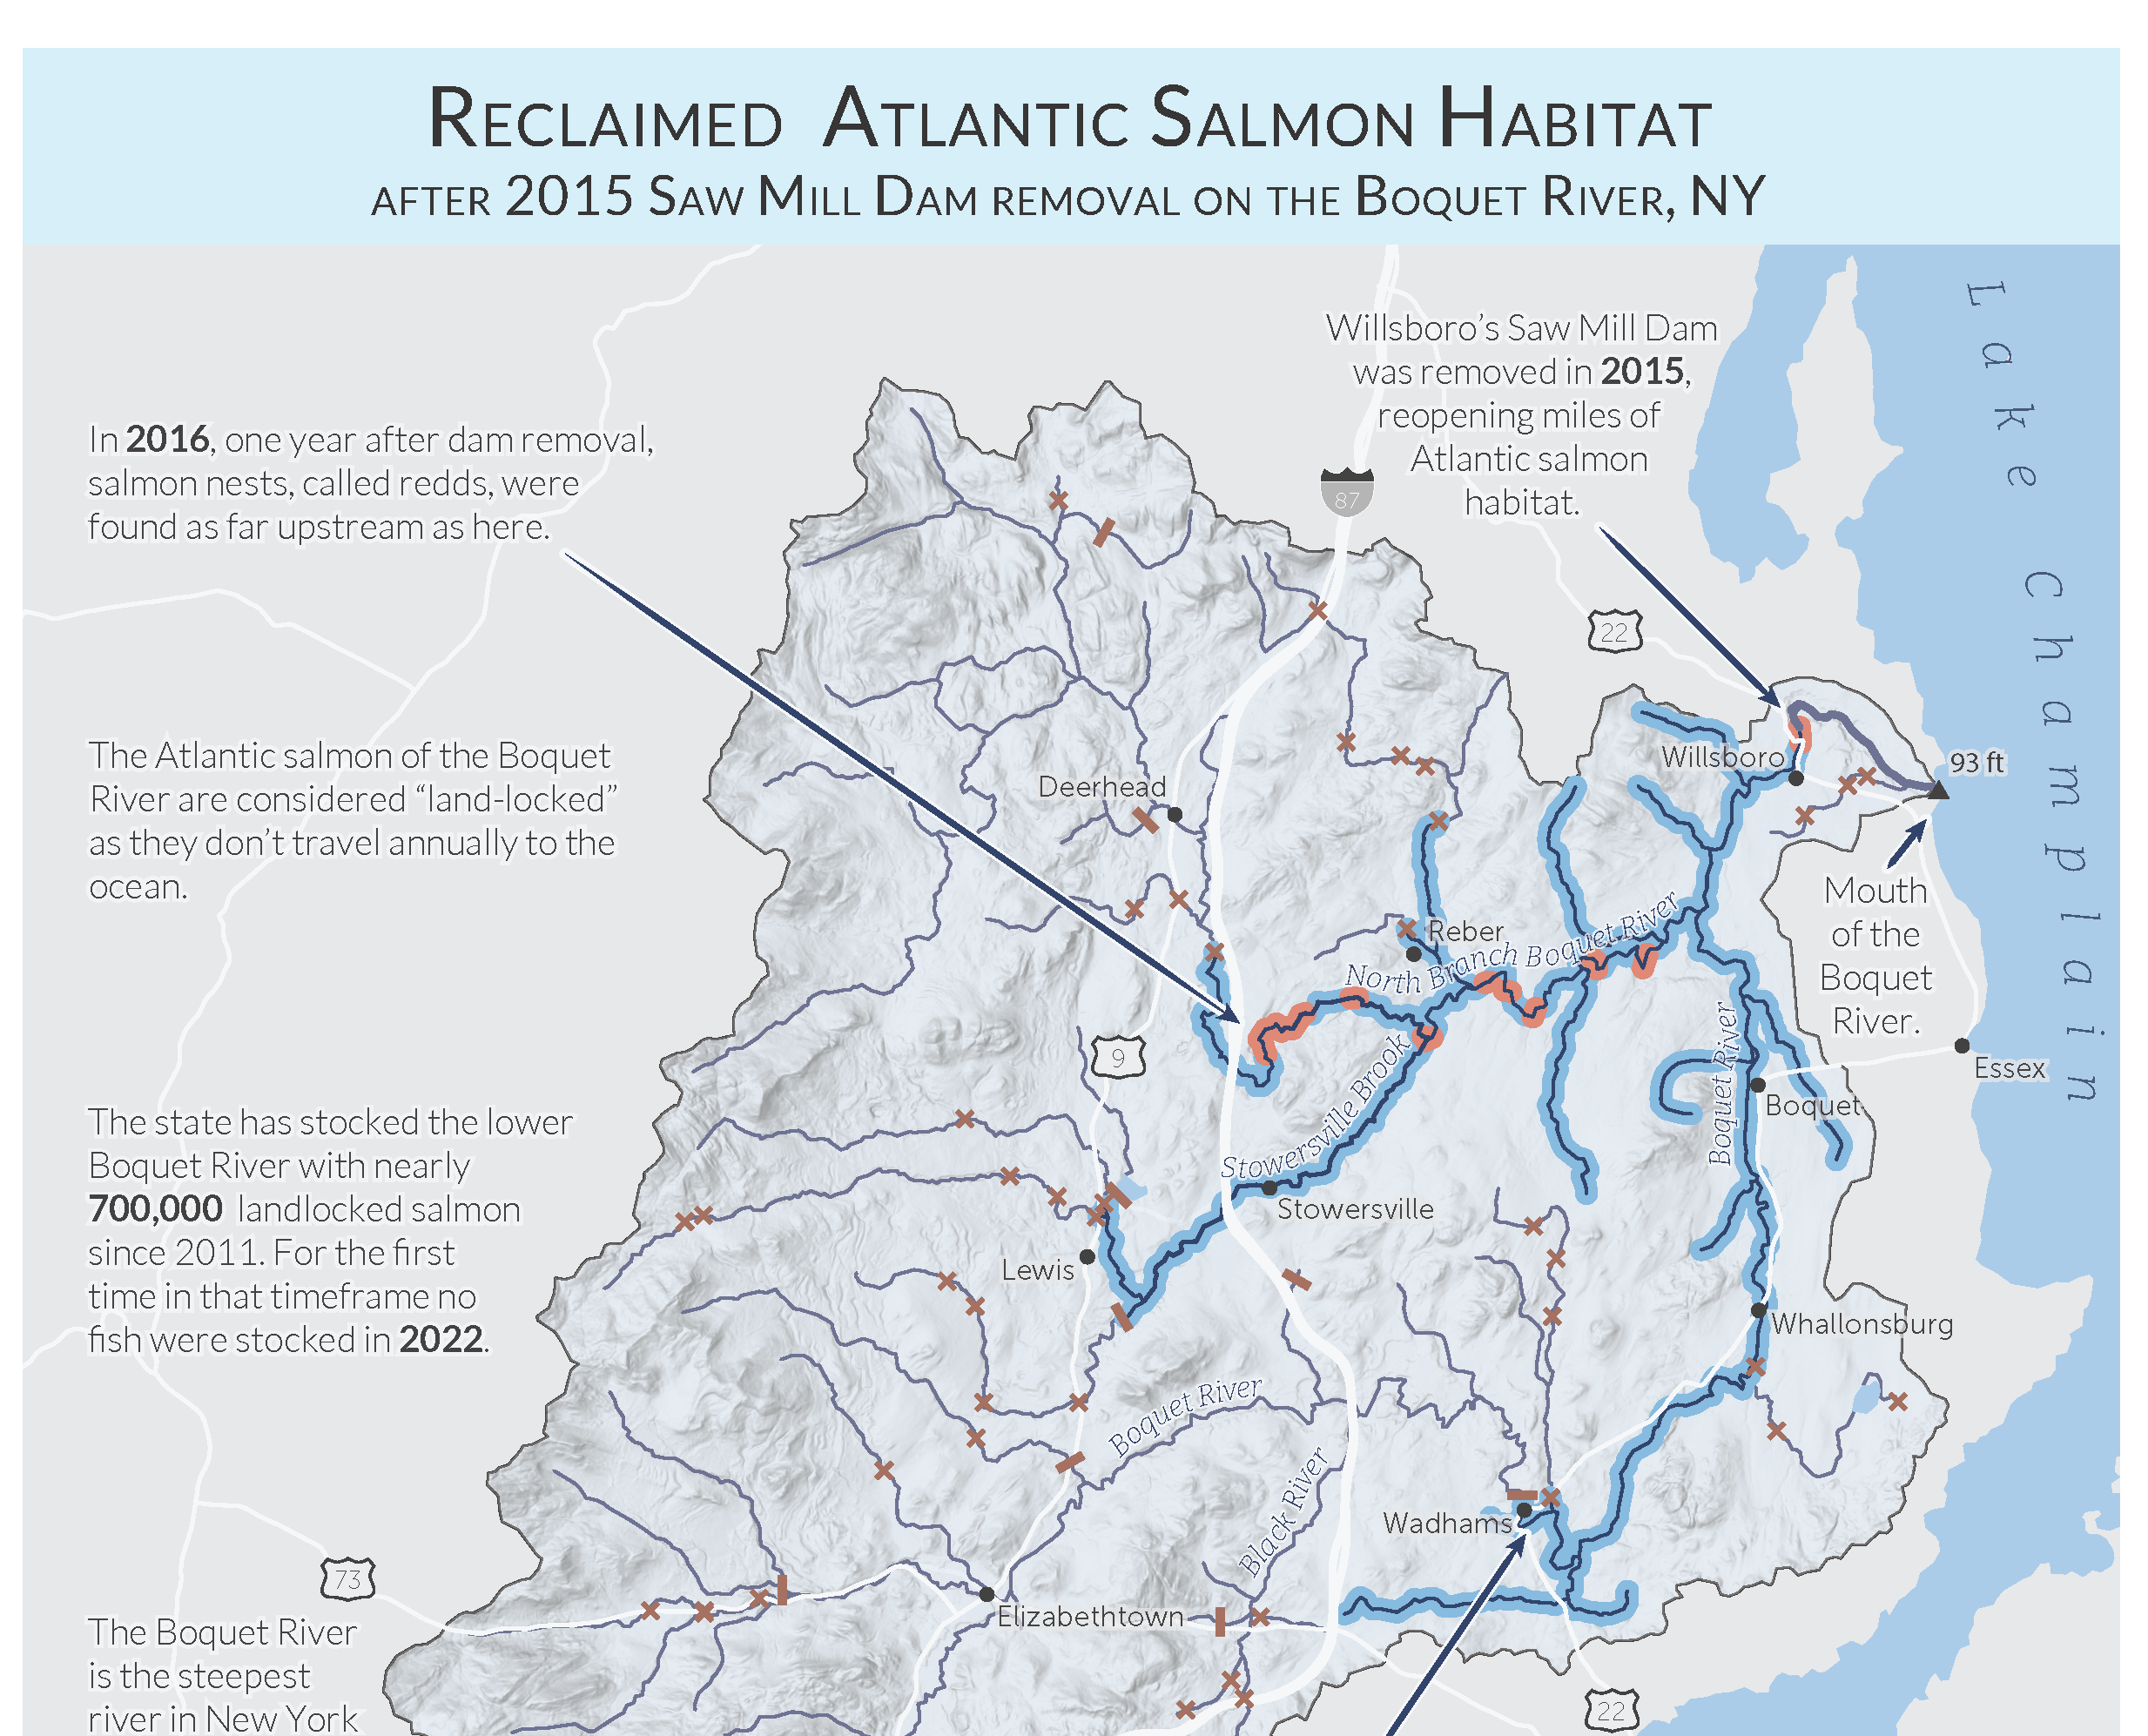 Reclaimed Atlantic Salmon Habitat
after 2015 Saw Mill Dam removal on the Boquet River, NY
Willsboro's Saw Mill Dam
was removed in 2015,
reopening miles of
Atlantic salmon
habitat.
In 2016, one year after dam removal,
salmon nests, called redds, were
found as far upstream as here.
The Atlantic salmon of the Boquet
River are considered "land-locked"
as they don't travel annually to the
ocean.
The state has stocked the lower
Boquet River with nearly
700,000 landlocked salmon
since 2011. For the first
time in that timeframe no
fish were stocked in 2022.
The Boquet River
is the steepest
river in New York
Lake Champlain
87
22
Willsboro
93 ft
Deerhead
Mouth
of the
Boquet
River.
Reber
North Branch Boquet River
9
Essex
Boquet River
Boquet
Stowersville Brook
Stowersville
Lewis
Whallonsburg
Boquet River
Black River
Wadhams
73
Elizabethtown
22